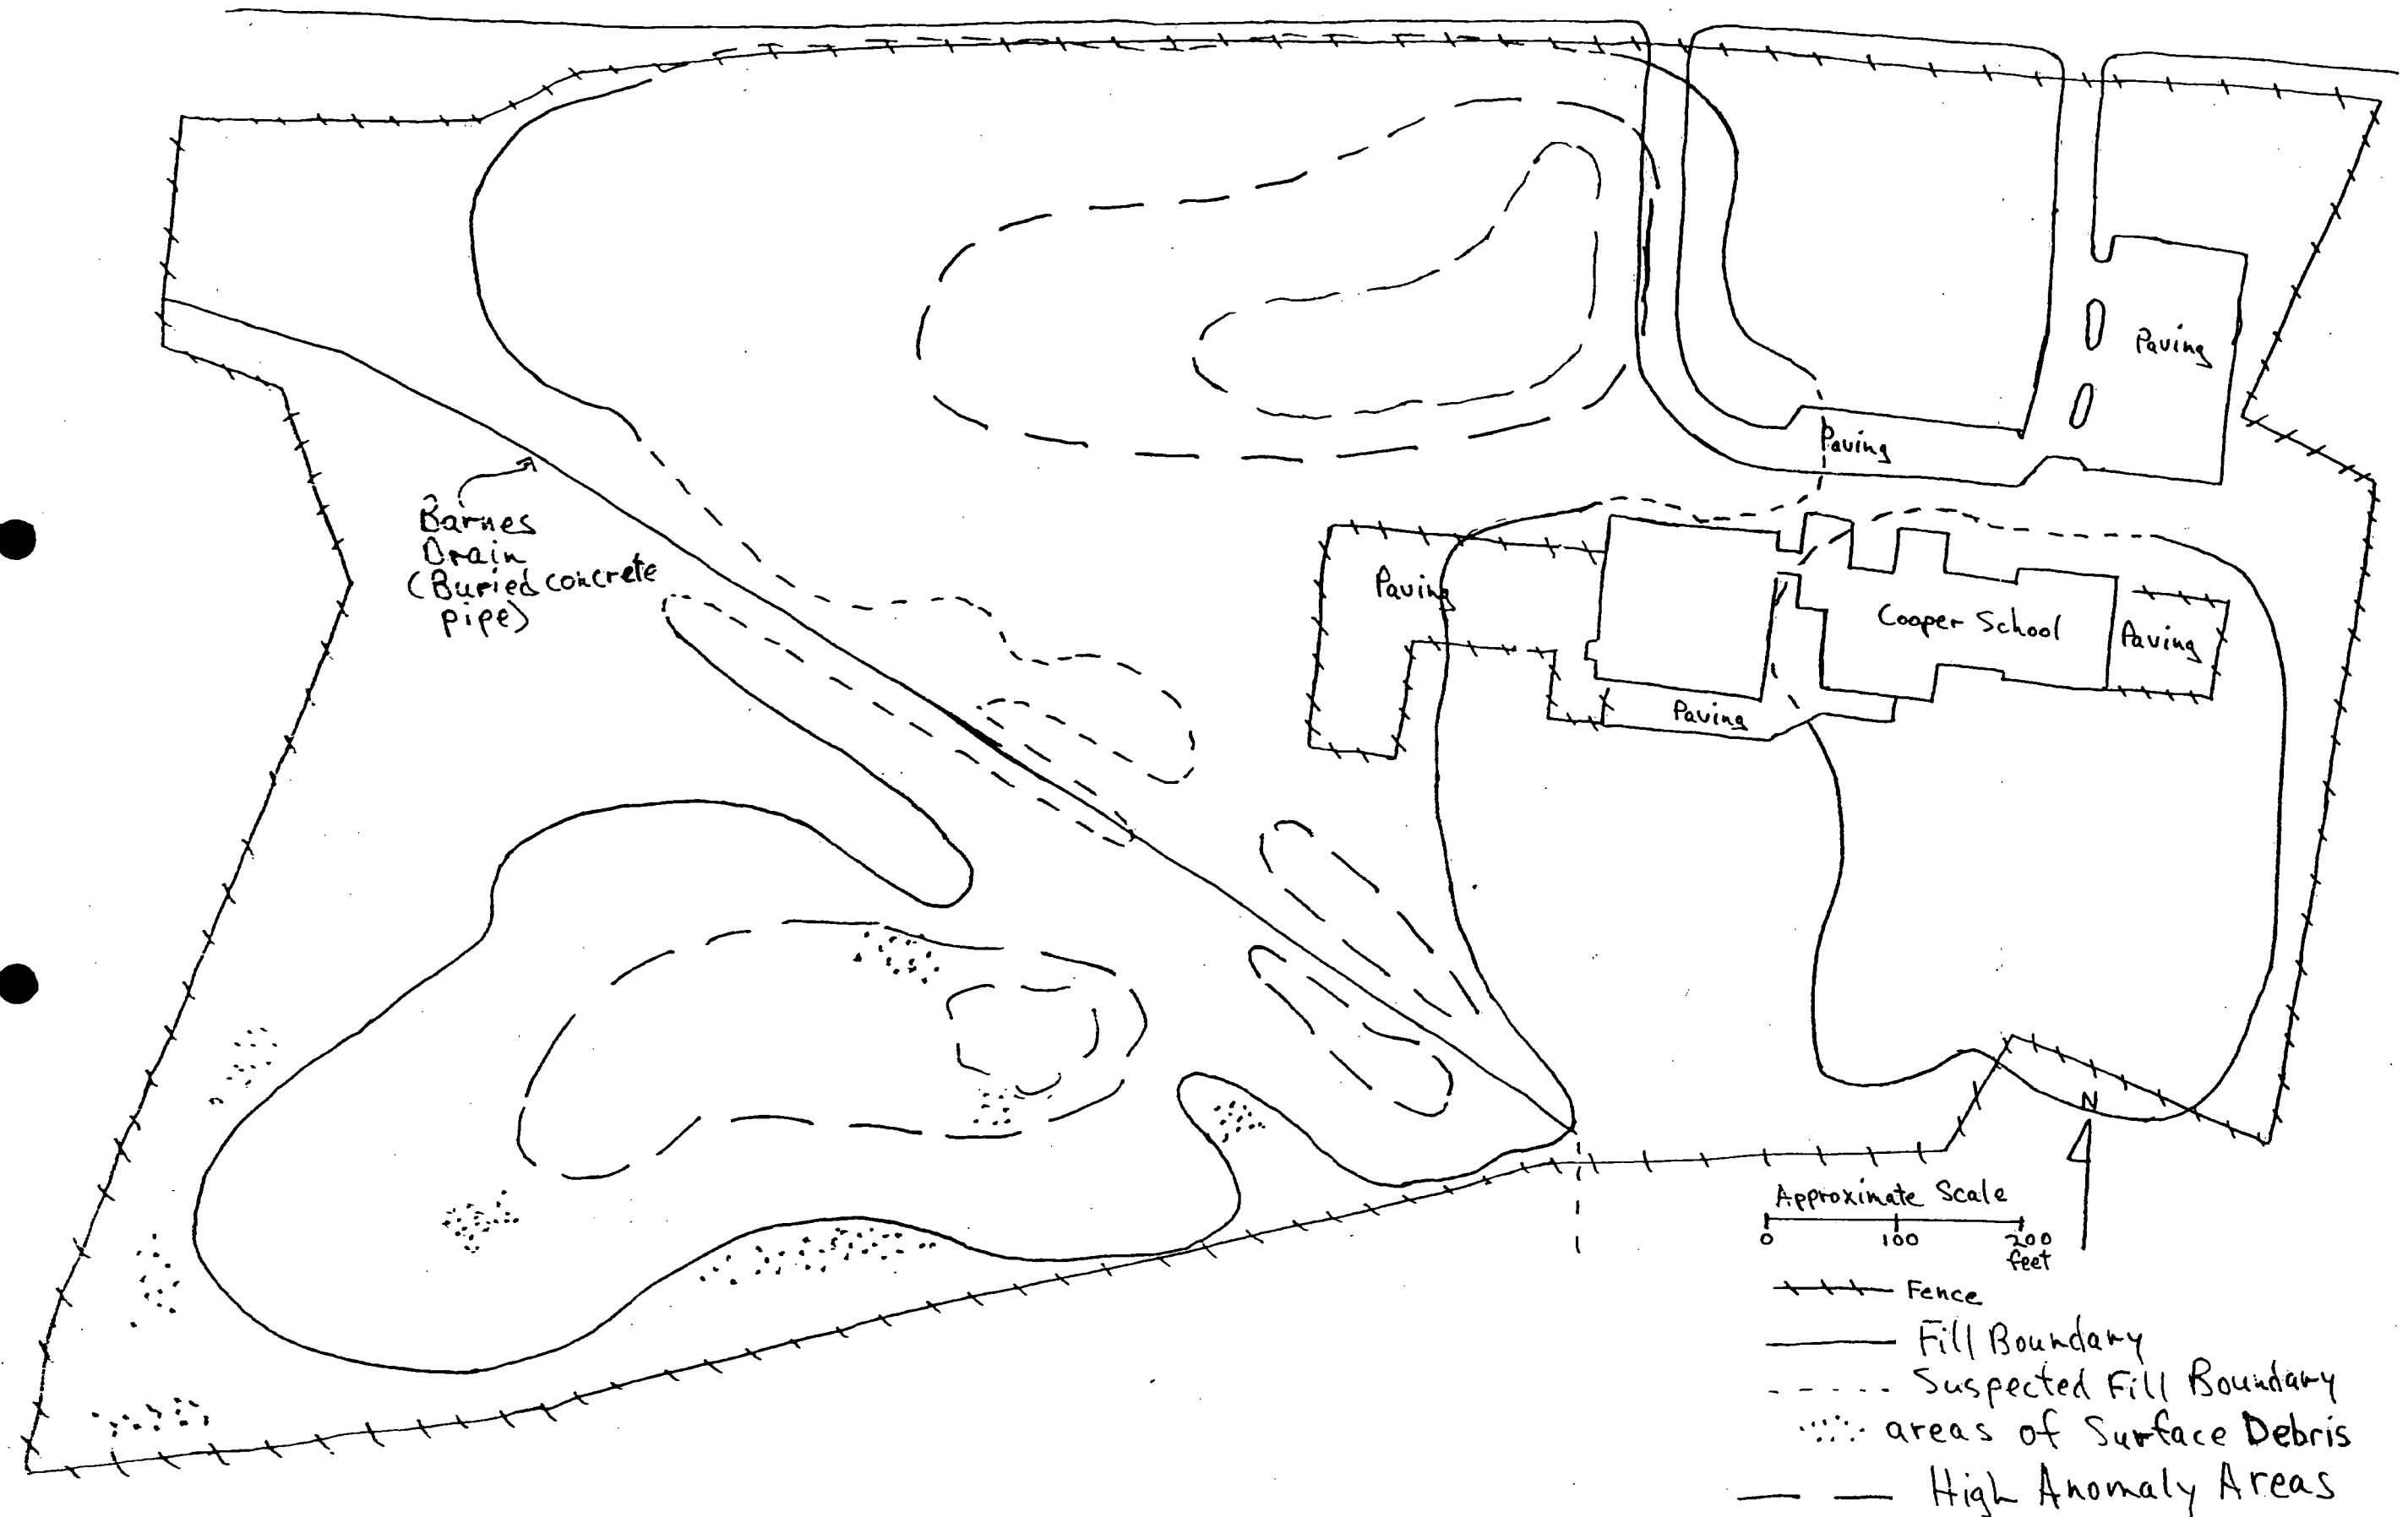 Paving
Paving
Barnes
Drain
(Buried concrete
pipe)
Paving
Cooper School
Paving
Paving
N
Approximate Scale
0 100 200
feet
Fence
Fill Boundary
Suspected Fill Boundary
areas of Surface Debris
High Anomaly Areas